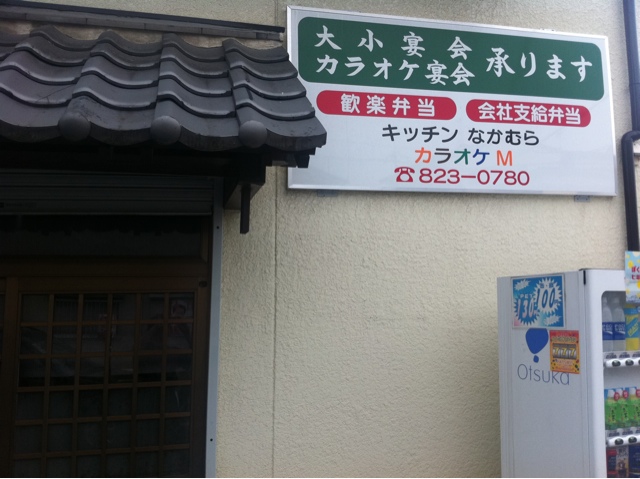 大小宴会
カラオケ宴会 承ります
歓楽弁当 会社支給弁当
キッチン なかむら
カラオケ M
☎823-0780
100
Otsuka